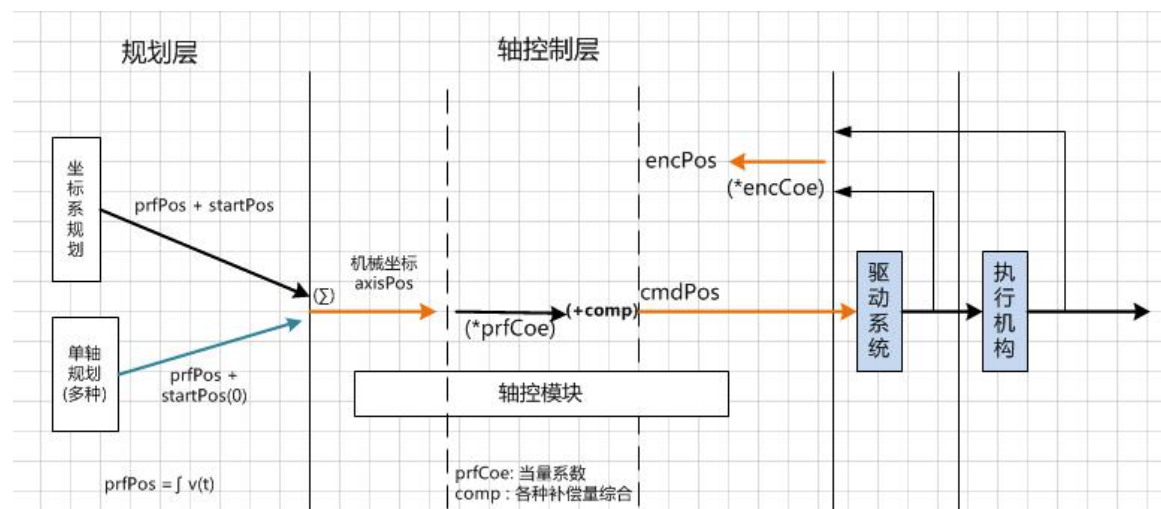 规划层
轴控制层
坐
标
系
规
划
prfPos + startPos
encPos
(*encCoe)
机械坐标
axisPos
(∑)
(*prfCoe)
(+comp)
cmdPos
驱
动
系
统
执
行
机
构
单轴
规划
(多种)
prfPos +
startPos(0)
轴控模块
prfPos = ∫ v(t)
prfCoe: 当量系数
comp : 各种补偿量综合